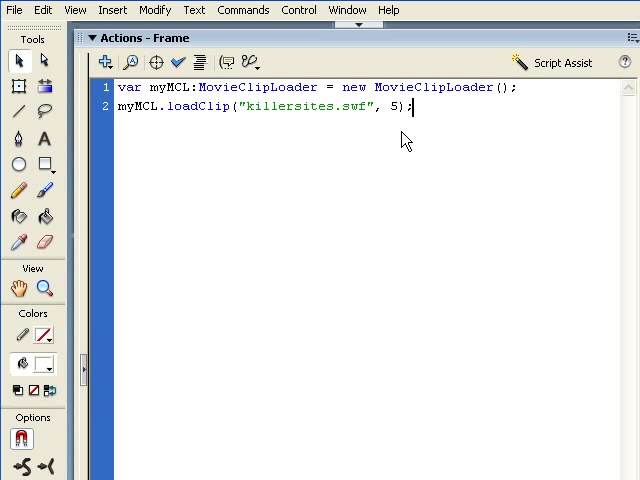 File Edit View Insert Modify Text Commands Control Window Help
Tools
Actions - Frame
Script Assist
1 var myMCL:MovieClipLoader = new MovieClipLoader();
2 myMCL.loadClip("killersites.swf", 5);
View
Colors
Options